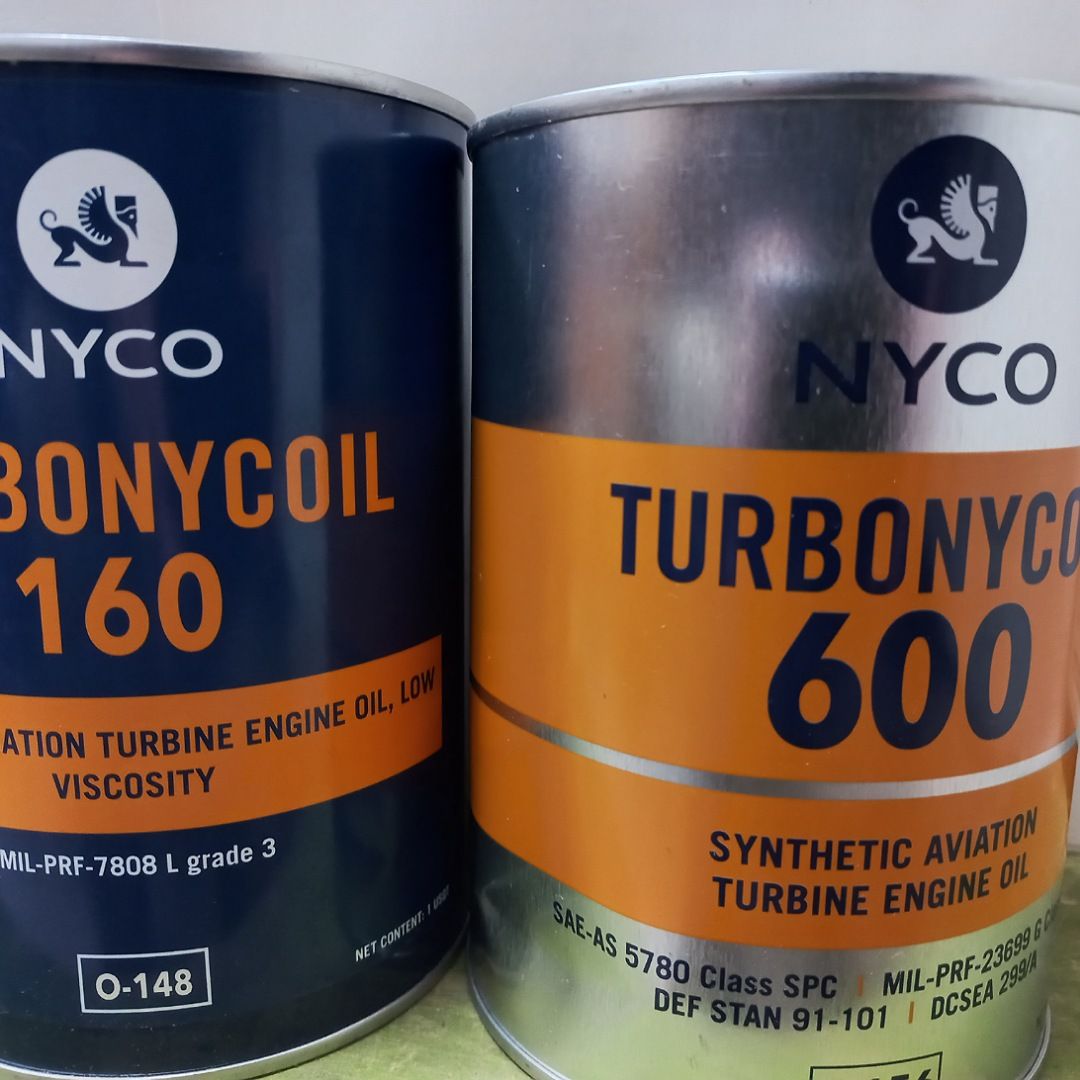 NYCO
BONYCOIL
160
ATION TURBINE ENGINE OIL, LOW
VISCOSITY
MIL-PRF-7808 L grade 3
NET CONTENT: 1 USQT
O-148
NYCO
TURBONYCO
600
SYNTHETIC AVIATION
TURBINE ENGINE OIL
SAE-AS 5780 Class SPC | MIL-PRF-23699 G
DEF STAN 91-101 | DCSEA 299/A